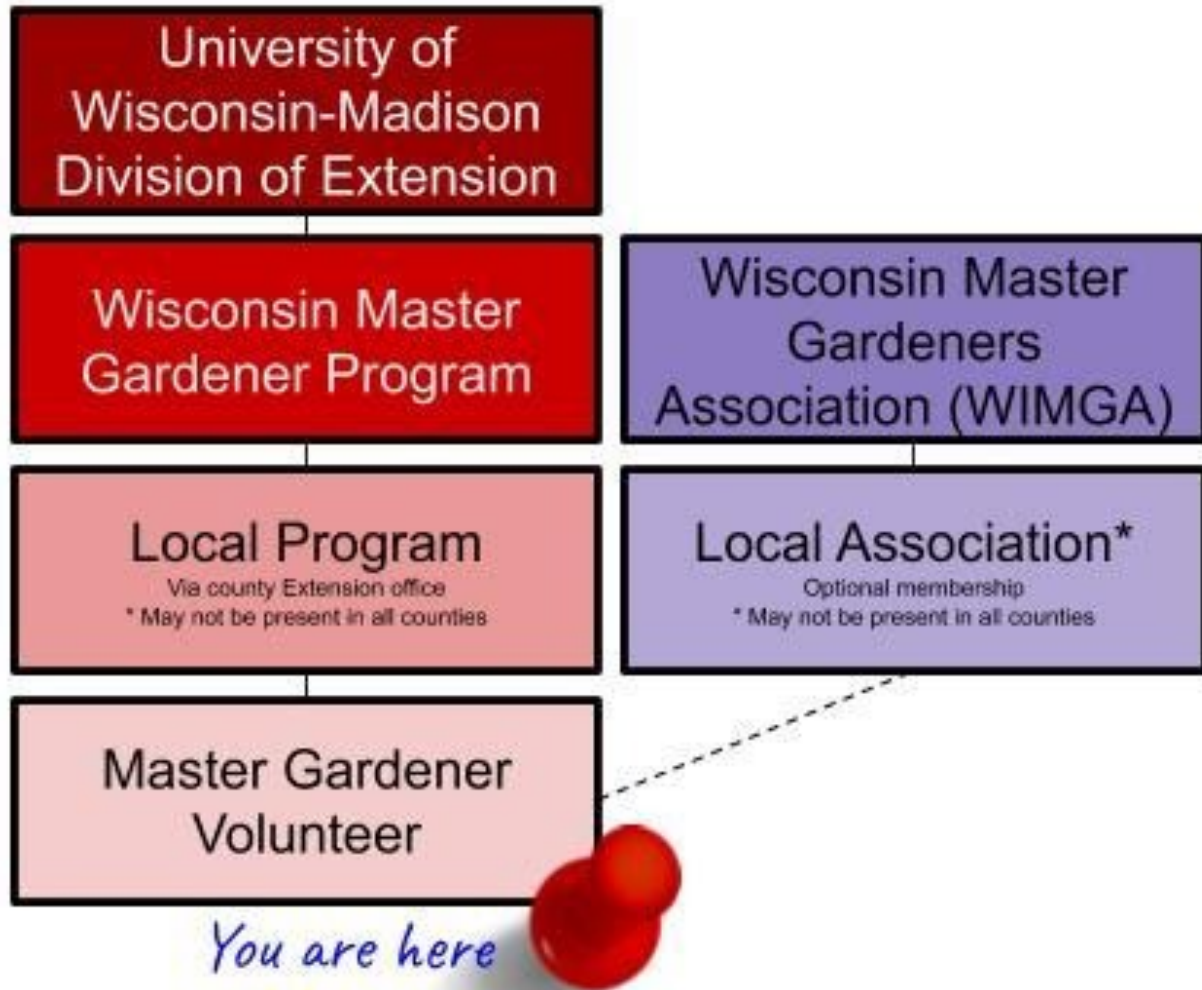 University of
Wisconsin-Madison
Division of Extension
Wisconsin Master
Gardener Program
Wisconsin Master
Gardeners
Association (WIMGA)
Local Program
Via county Extension office
* May not be present in all counties
Local Association*
Optional membership
* May not be present in all counties
Master Gardener
Volunteer
You are here